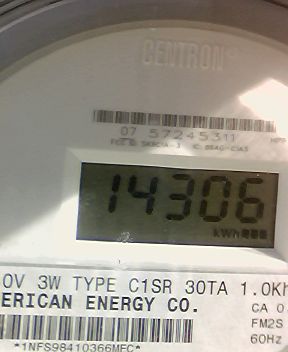 CENTRON
07 57245311
14306
kWh
0V 3W TYPE C1SR 30TA 1.0Kh
ERICAN ENERGY CO.
CA 0.
FM2S
60Hz
*1NFS98410366MFC*